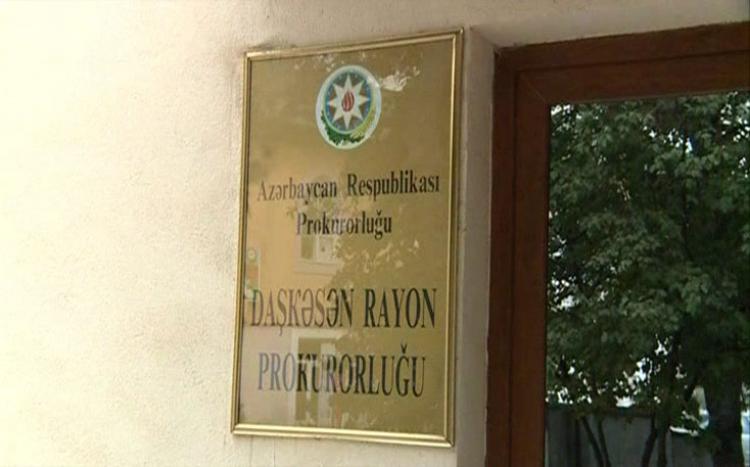 Azərbaycan Respublikası
Prokurorluğu
DAŞKƏSƏN RAYON
PROKURORLUĞU